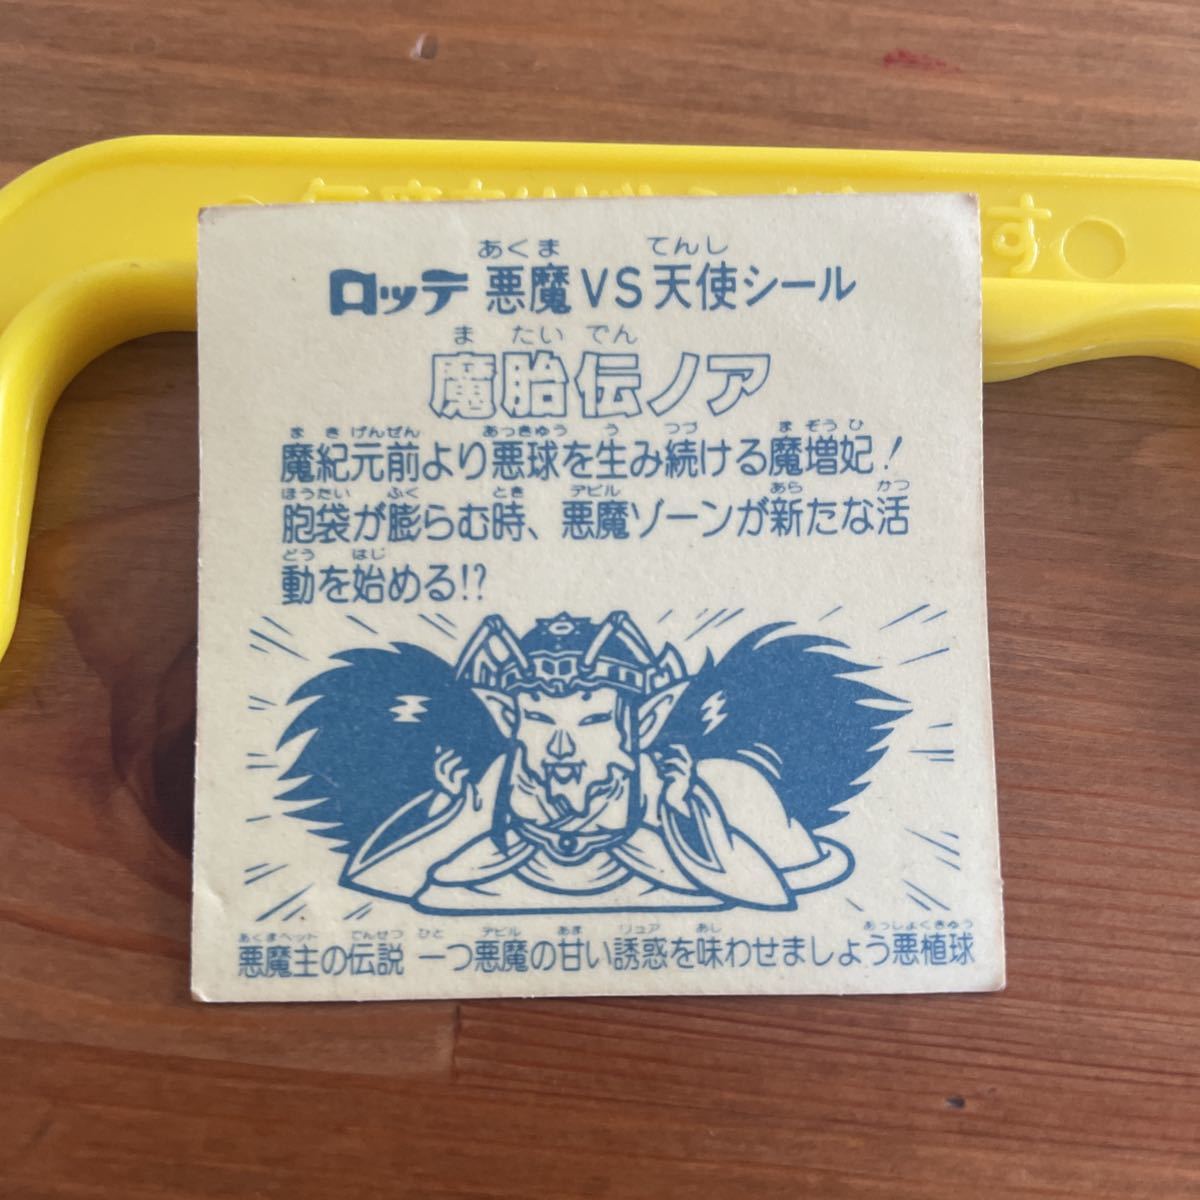 す
あくま てんし
ロッテ 悪魔VS天使シール
ま たい でん
魔胎伝ノア
ま き げんぜん あっきゅう う つづ ま ぞう ひ
魔紀元前より悪球を生み続ける魔増妃!
ほうたい ふく とき デビル あら かつ
胞袋が膨らむ時、悪魔ゾーンが新たな活
どう はじ
動を始める!?
あくまヘッド でんせつ ひと デビル あま リュア あじ あっしょくきゅう
悪魔主の伝説 一つ悪魔の甘い誘惑を味わせましょう悪植球